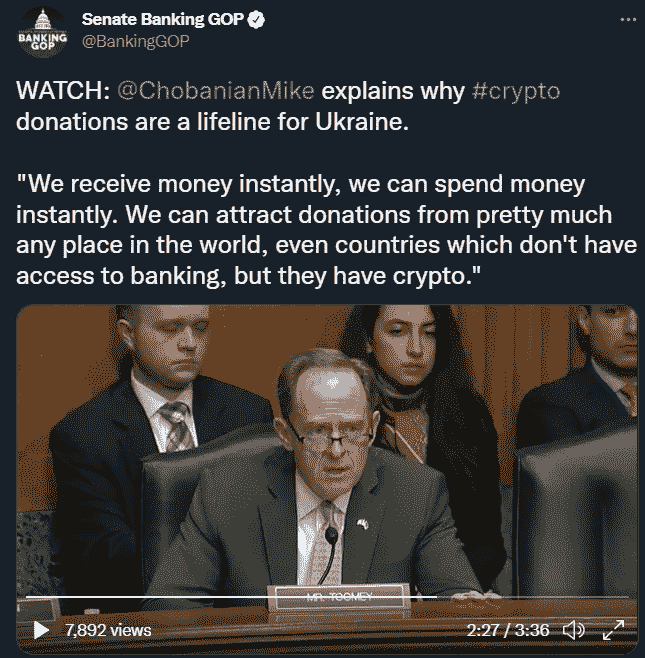 BANKING
GOP
Senate Banking GOP
@BankingGOP
WATCH: @ChobanianMike explains why #crypto
donations are a lifeline for Ukraine.
"We receive money instantly, we can spend money
instantly. We can attract donations from pretty much
any place in the world, even countries which don't have
access to banking, but they have crypto."
MR. TOOMEY
7,892 views
2:27 / 3:36